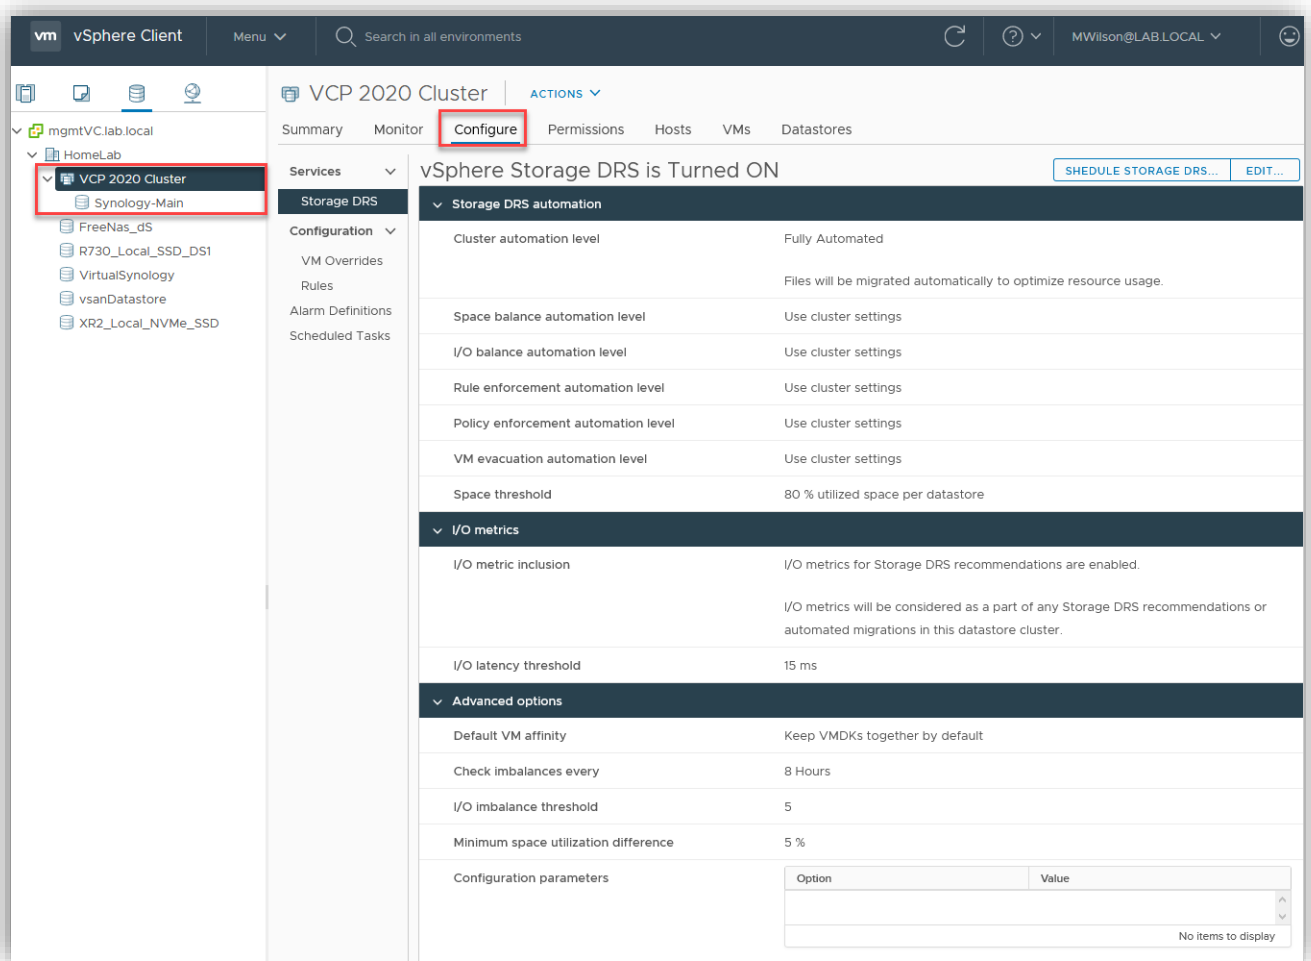 vm vSphere Client Menu Search in all environments MWilson@LAB.LOCAL
mgmtVC.lab.local
HomeLab
VCP 2020 Cluster
Synology-Main
FreeNas_dS
R730_Local_SSD_DS1
VirtualSynology
vsanDatastore
XR2_Local_NVMe_SSD
VCP 2020 Cluster ACTIONS
Summary Monitor Configure Permissions Hosts VMs Datastores
Services
Storage DRS
Configuration
VM Overrides
Rules
Alarm Definitions
Scheduled Tasks
vSphere Storage DRS is Turned ON SHEDULE STORAGE DRS... EDIT...
Storage DRS automation
Cluster automation level Fully Automated
Files will be migrated automatically to optimize resource usage.
Space balance automation level Use cluster settings
I/O balance automation level Use cluster settings
Rule enforcement automation level Use cluster settings
Policy enforcement automation level Use cluster settings
VM evacuation automation level Use cluster settings
Space threshold 80 % utilized space per datastore
I/O metrics
I/O metric inclusion I/O metrics for Storage DRS recommendations are enabled.
I/O metrics will be considered as a part of any Storage DRS recommendations or
automated migrations in this datastore cluster.
I/O latency threshold 15 ms
Advanced options
Default VM affinity Keep VMDKs together by default
Check imbalances every 8 Hours
I/O imbalance threshold 5
Minimum space utilization difference 5 %
Configuration parameters Option Value
No items to display